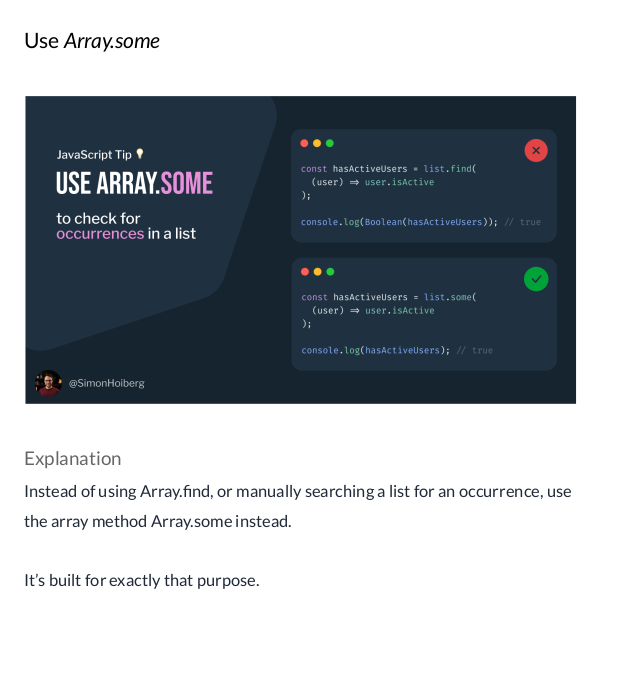 Use Array.some
JavaScript Tip 💡
USE ARRAY.SOME
to check for
occurrences in a list
const hasActiveUsers = list.find(
  (user) => user.isActive
);
console.log(Boolean(hasActiveUsers)); // true
const hasActiveUsers = list.some(
  (user) => user.isActive
);
console.log(hasActiveUsers); // true
@SimonHoiberg
Explanation
Instead of using Array.find, or manually searching a list for an occurrence, use
the array method Array.some instead.
It’s built for exactly that purpose.